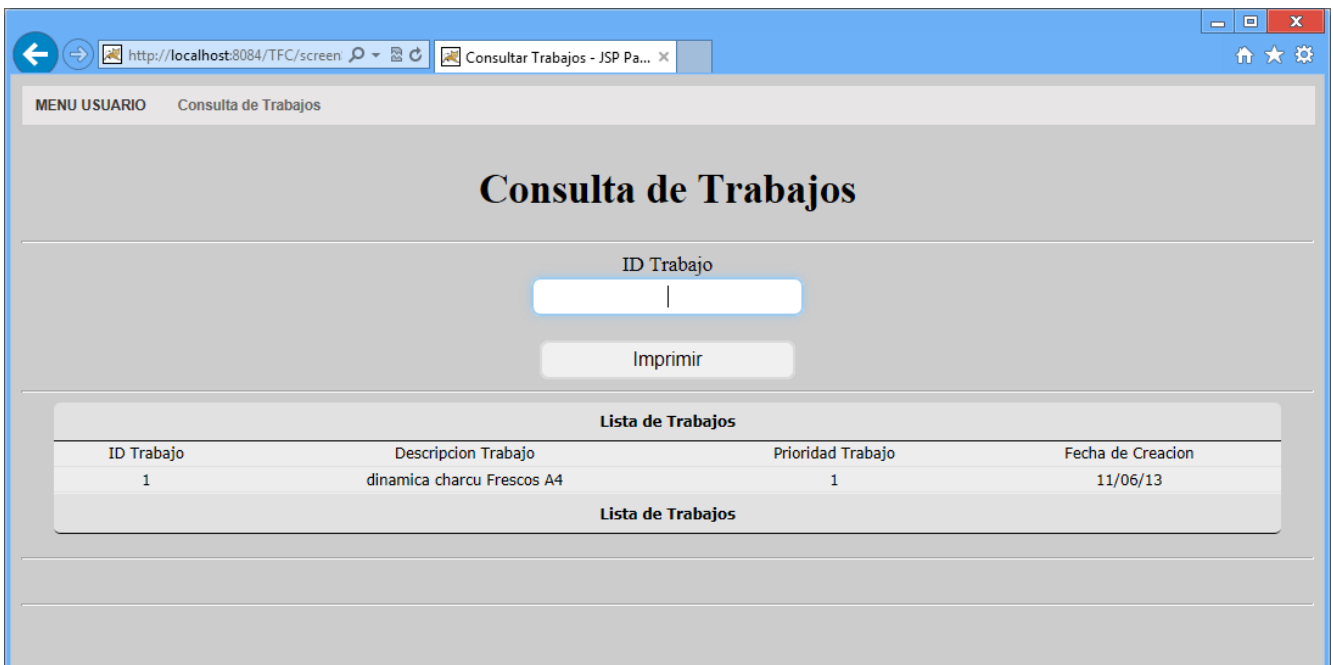 http://localhost:8084/TFC/screen
Consultar Trabajos - JSP Pa...
MENU USUARIO Consulta de Trabajos
Consulta de Trabajos
ID Trabajo
Imprimir
Lista de Trabajos
ID Trabajo Descripcion Trabajo Prioridad Trabajo Fecha de Creacion
1 dinamica charcu Frescos A4 1 11/06/13
Lista de Trabajos